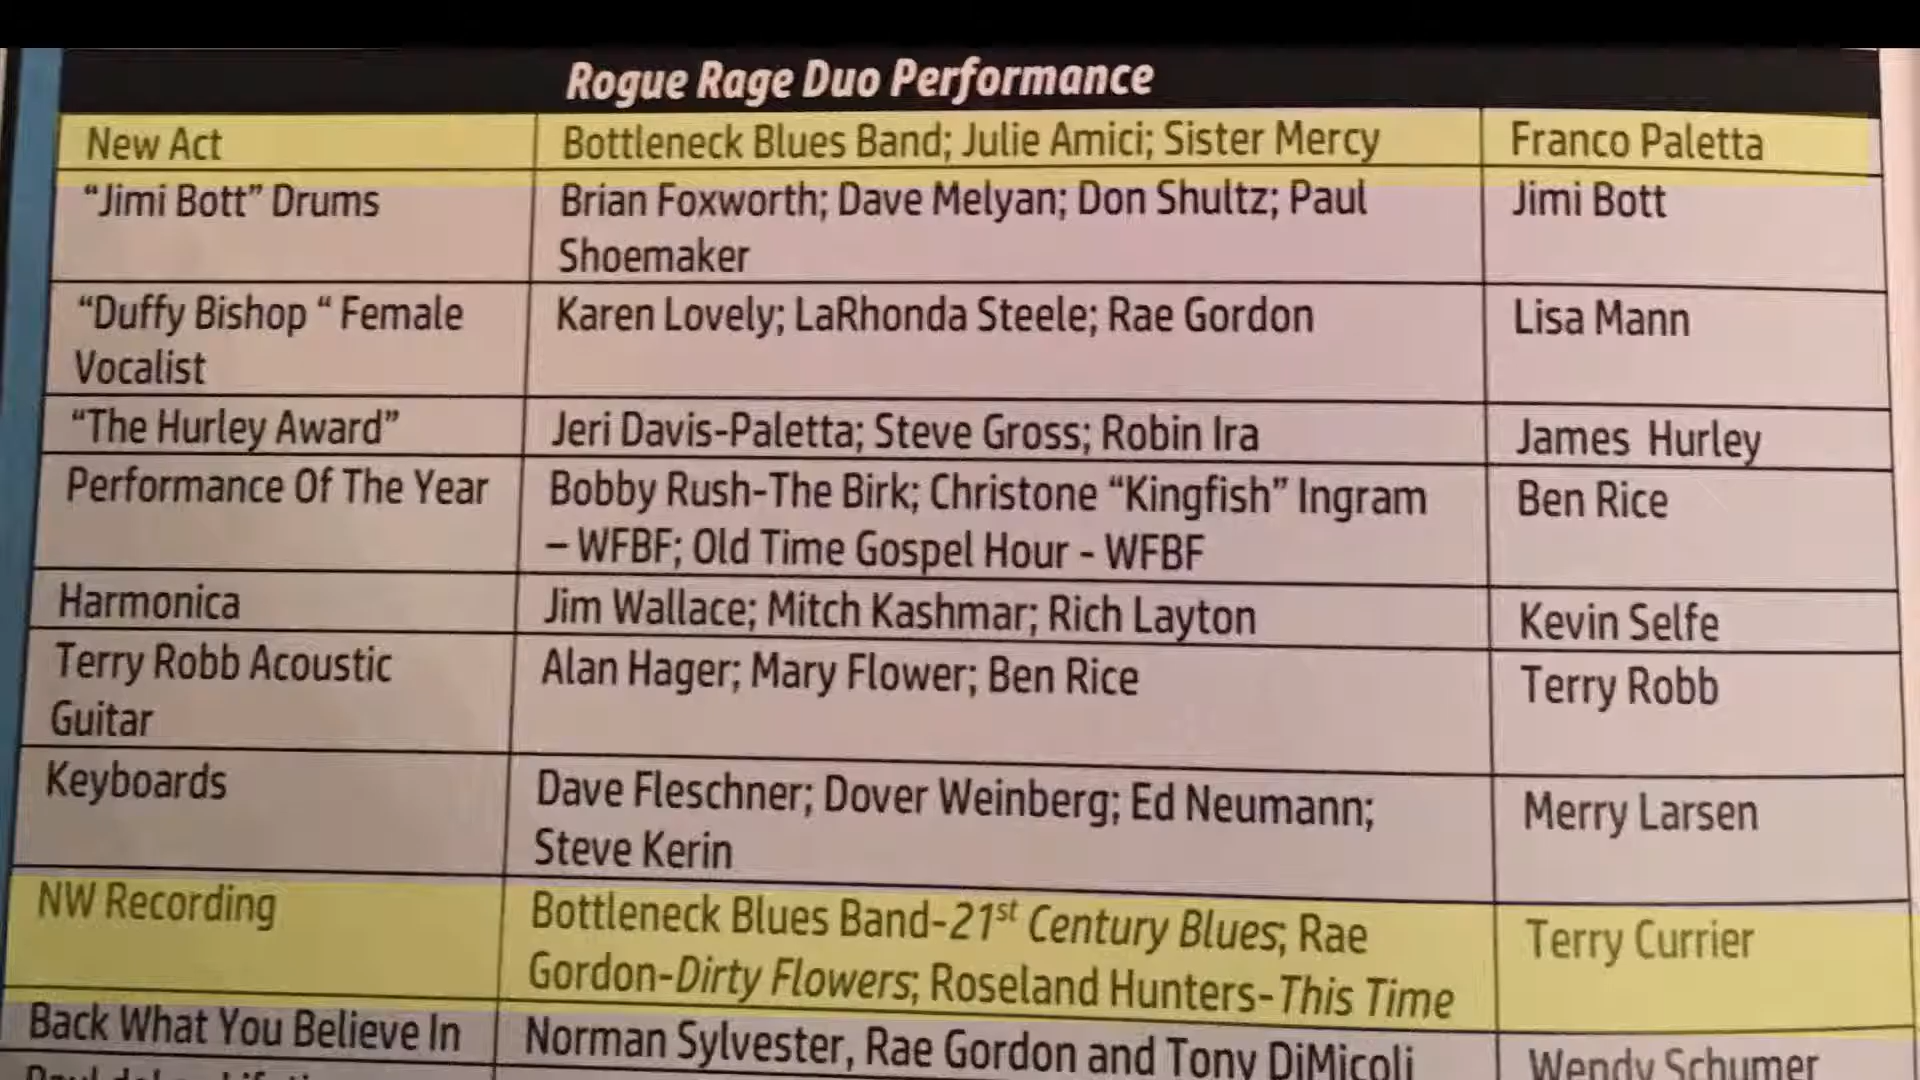 Rogue Rage Duo Performance
New Act
Bottleneck Blues Band; Julie Amici; Sister Mercy
Franco Paletta
“Jimi Bott” Drums
Brian Foxworth; Dave Melyan; Don Shultz; Paul
Shoemaker
Jimi Bott
“Duffy Bishop “ Female
Vocalist
Karen Lovely; LaRhonda Steele; Rae Gordon
Lisa Mann
“The Hurley Award”
Jeri Davis-Paletta; Steve Gross; Robin Ira
James Hurley
Performance Of The Year
Bobby Rush-The Birk; Christone “Kingfish” Ingram
– WFBF; Old Time Gospel Hour - WFBF
Ben Rice
Harmonica
Jim Wallace; Mitch Kashmar; Rich Layton
Kevin Selfe
Terry Robb Acoustic
Guitar
Alan Hager; Mary Flower; Ben Rice
Terry Robb
Keyboards
Dave Fleschner; Dover Weinberg; Ed Neumann;
Steve Kerin
Merry Larsen
NW Recording
Bottleneck Blues Band-21st Century Blues; Rae
Gordon-Dirty Flowers; Roseland Hunters-This Time
Terry Currier
Back What You Believe In
Norman Sylvester, Rae Gordon and Tony DiMicoli
Wendy Schumer